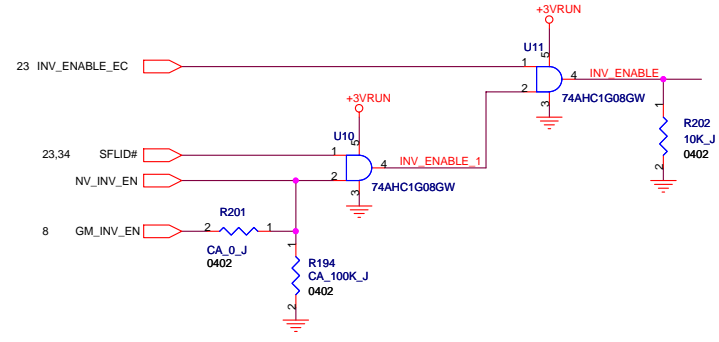 +3VRUN
U11
5
23 INV_ENABLE_EC
1
4
INV_ENABLE
2
3
74AHC1G08GW
1
R202
10K_J
0402
2
+3VRUN
U10
5
23,34 SFLID#
1
4
INV_ENABLE_1
NV_INV_EN
2
3
74AHC1G08GW
R201
8 GM_INV_EN
2
1
CA_0_J
0402
1
R194
CA_100K_J
0402
2